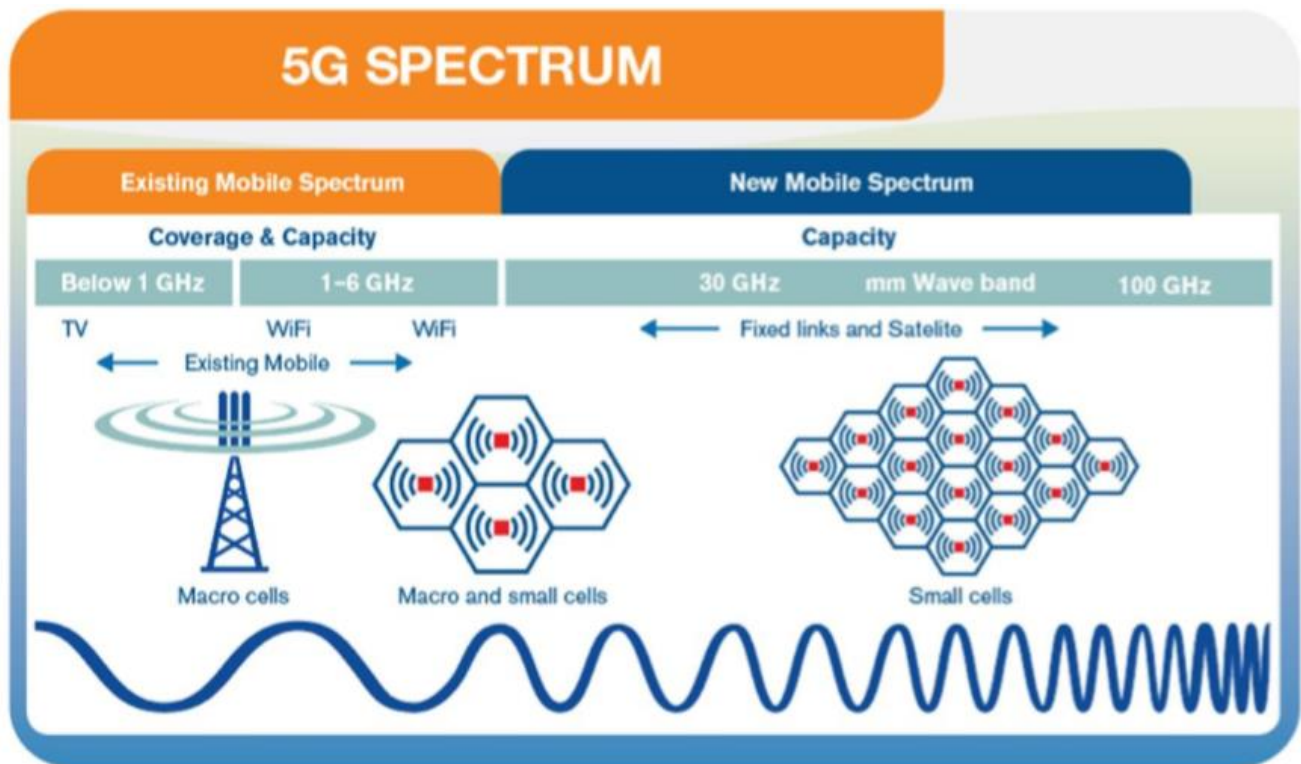 5G SPECTRUM
Existing Mobile Spectrum
New Mobile Spectrum
Coverage & Capacity
Capacity
Below 1 GHz
1–6 GHz
30 GHz
mm Wave band
100 GHz
TV
WiFi
WiFi
Fixed links and Satelite
Existing Mobile
Macro cells
Macro and small cells
Small cells